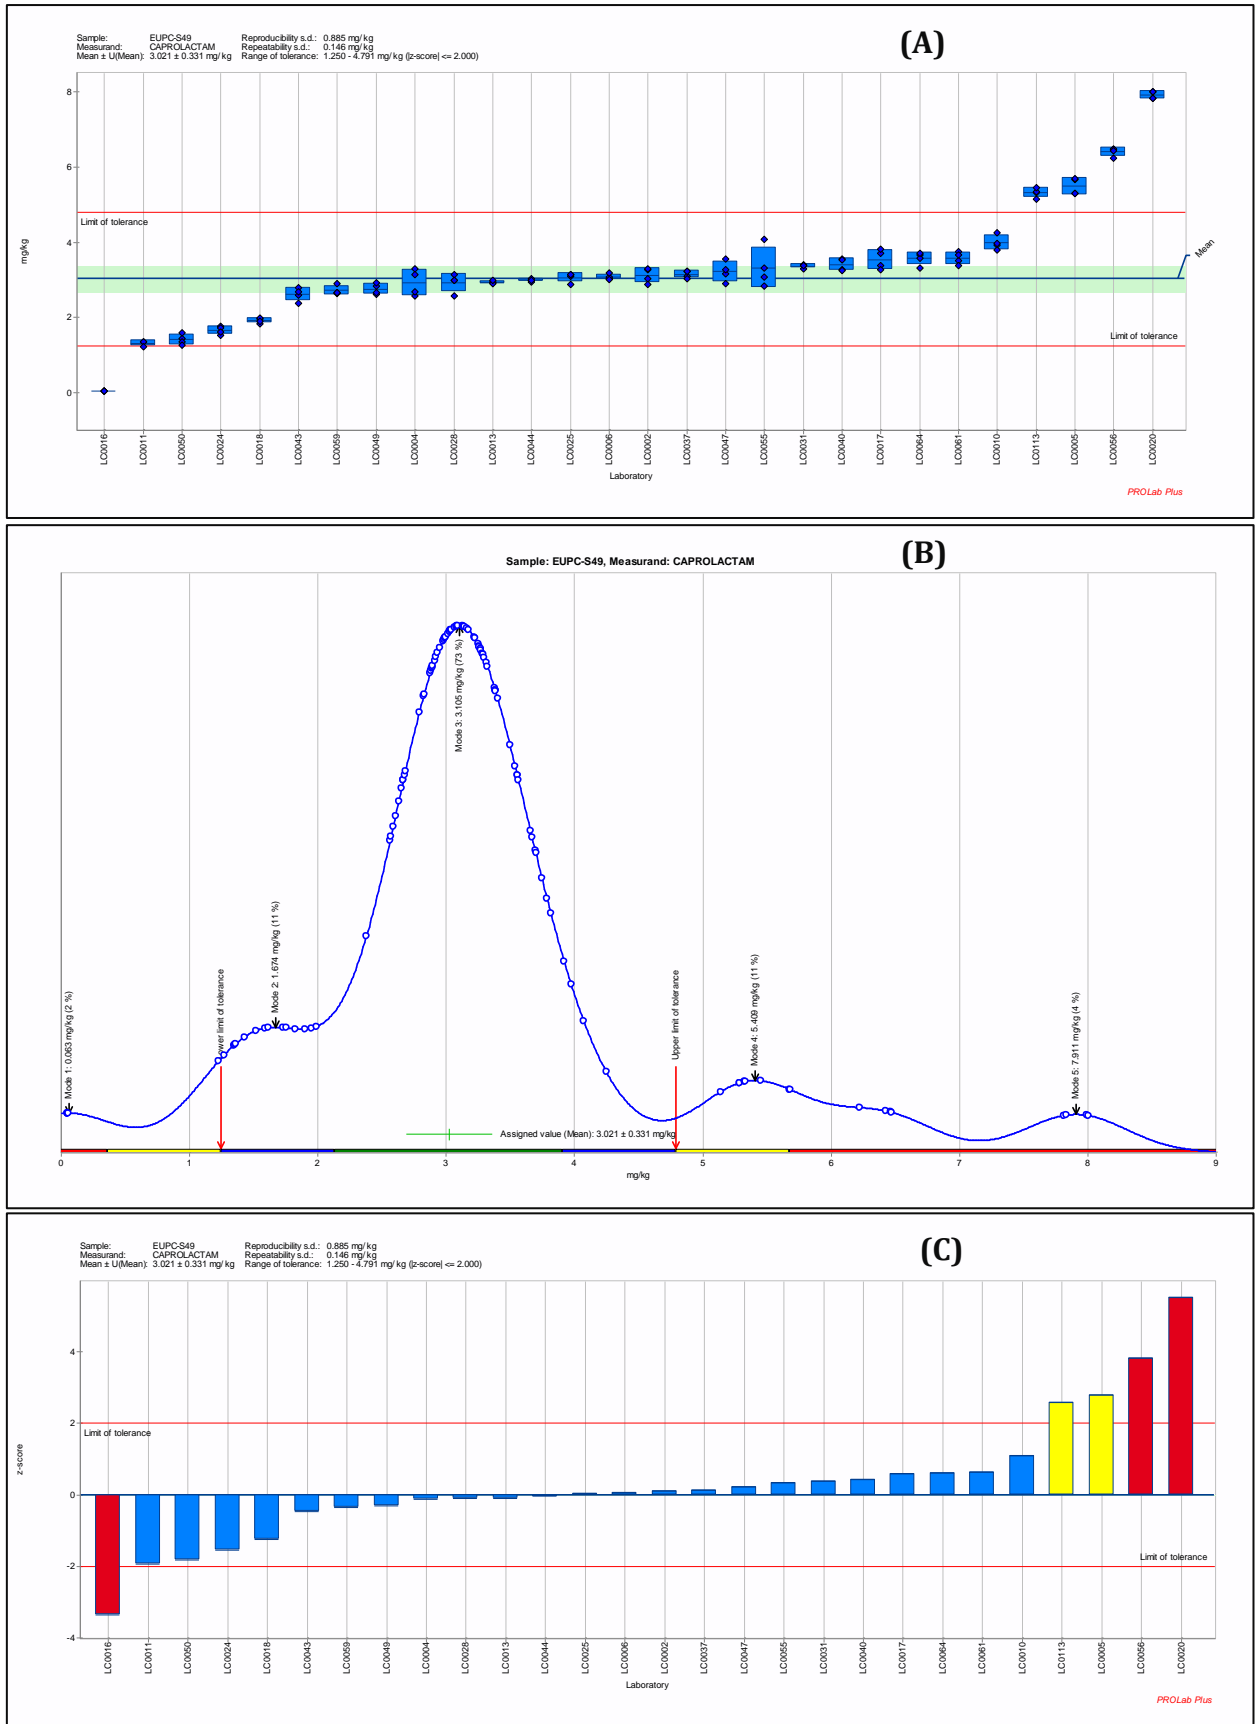 (A)
Sample: EUPC-S49 Reproducibility s.d.: 0.885 mg/kg
Measurand: CAPROLACTAM Repeatability s.d.: 0.146 mg/kg
Mean ± U(Mean): 3.021 ± 0.331 mg/kg Range of tolerance: 1.250 - 4.791 mg/kg (|z-score| <= 2.000)
8
6
4
2
0
mg/kg
Limit of tolerance
Mean
Limit of tolerance
LC0016 LC0011 LC0050 LC0024 LC0018 LC0043 LC0059 LC0049 LC0004 LC0028 LC0013 LC0044 LC0025 LC0006 LC0002 LC0037 LC0047 LC0055 LC0031 LC0040 LC0017 LC0064 LC0061 LC0010 LC0113 LC0005 LC0056 LC0020
Laboratory
PROLab Plus
(B)
Sample: EUPC-S49, Measurand: CAPROLACTAM
Mode 1: 0.063 mg/kg (2 %)
ower limit of tolerance
Mode 2: 1.674 mg/kg (11 %)
Mode 3: 3.105 mg/kg (73 %)
Upper limit of tolerance
Mode 4: 5.409 mg/kg (11 %)
Mode 5: 7.911 mg/kg (4 %)
Assigned value (Mean): 3.021 ± 0.331 mg/kg
0 1 2 3 4 5 6 7 8 9
mg/kg
(C)
Sample: EUPC-S49 Reproducibility s.d.: 0.885 mg/kg
Measurand: CAPROLACTAM Repeatability s.d.: 0.146 mg/kg
Mean ± U(Mean): 3.021 ± 0.331 mg/kg Range of tolerance: 1.250 - 4.791 mg/kg (|z-score| <= 2.000)
4
2
0
-2
-4
z-score
Limit of tolerance
Limit of tolerance
LC0016 LC0011 LC0050 LC0024 LC0018 LC0043 LC0059 LC0049 LC0004 LC0028 LC0013 LC0044 LC0025 LC0006 LC0002 LC0037 LC0047 LC0055 LC0031 LC0040 LC0017 LC0064 LC0061 LC0010 LC0113 LC0005 LC0056 LC0020
Laboratory
PROLab Plus